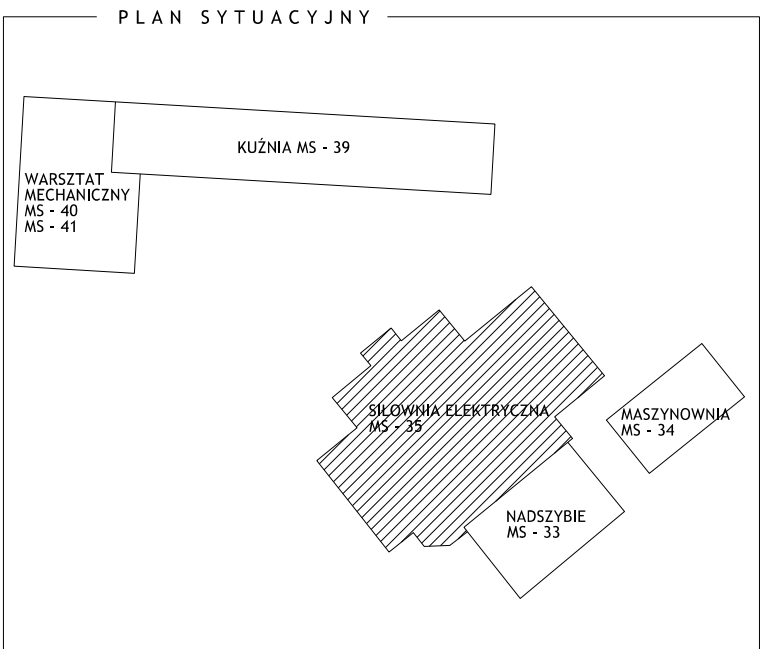 PLAN SYTUACYJNY
KUŹNIA MS - 39
WARSZTAT
MECHANICZNY
MS - 40
MS - 41
SIŁOWNIA ELEKTRYCZNA
MS - 35
MASZYNOWNIA
MS - 34
NADSZYBIE
MS - 33